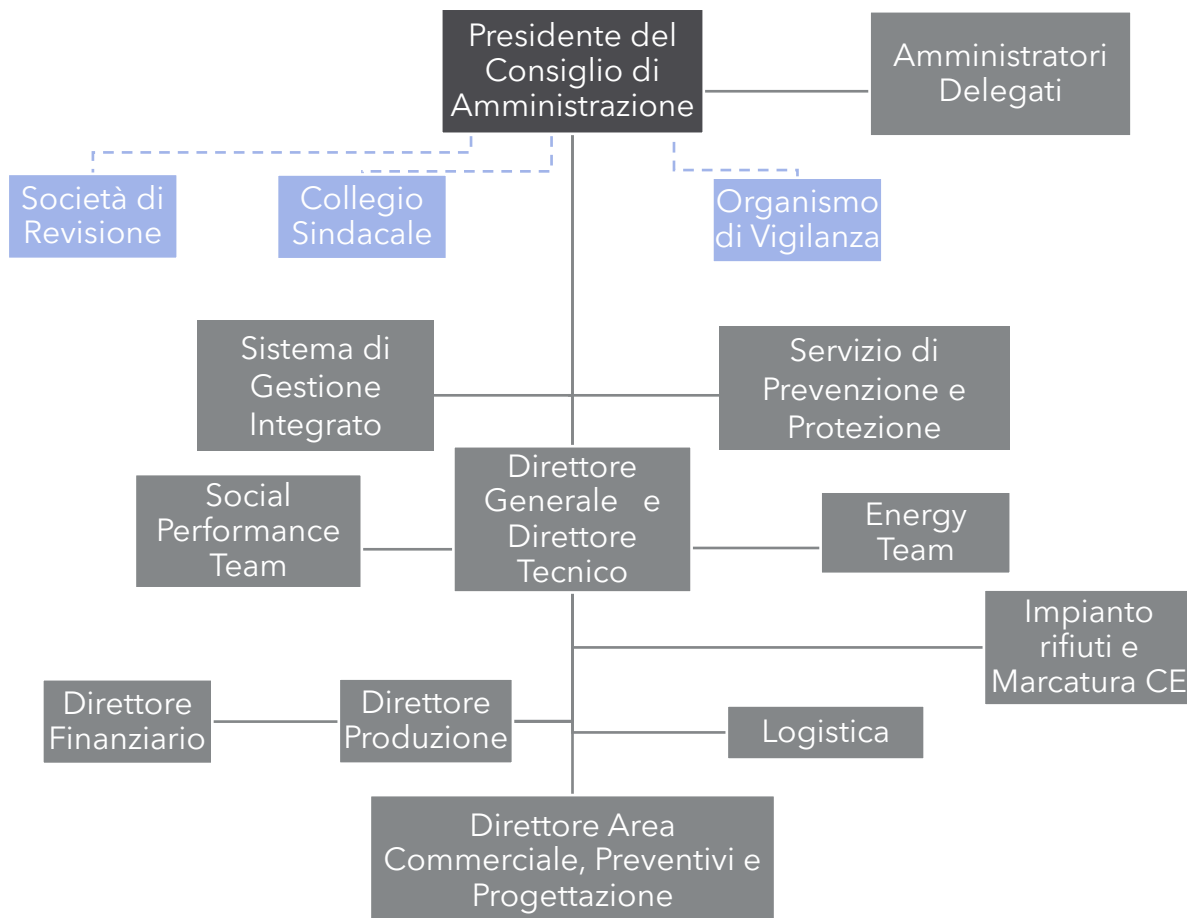 Presidente del
Consiglio di
Amministrazione
Amministratori
Delegati
Società di
Revisione
Collegio
Sindacale
Organismo
di Vigilanza
Sistema di
Gestione
Integrato
Servizio di
Prevenzione e
Protezione
Social
Performance
Team
Direttore
Generale e
Direttore
Tecnico
Energy
Team
Impianto
rifiuti e
Marcatura CE
Direttore
Finanziario
Direttore
Produzione
Logistica
Direttore Area
Commerciale, Preventivi e
Progettazione